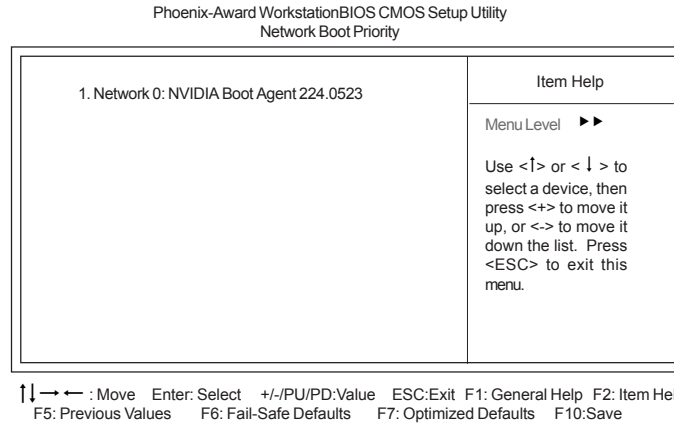 Phoenix-Award WorkstationBIOS CMOS Setup Utility
Network Boot Priority
1. Network 0: NVIDIA Boot Agent 224.0523
Item Help
Menu Level ►►
Use <↑> or < ↓ > to
select a device, then
press <+> to move it
up, or <-> to move it
down the list. Press
<ESC> to exit this
menu.
↑↓→← : Move Enter: Select +/-/PU/PD:Value ESC:Exit F1: General Help F2: Item Hel
F5: Previous Values F6: Fail-Safe Defaults F7: Optimized Defaults F10:Save